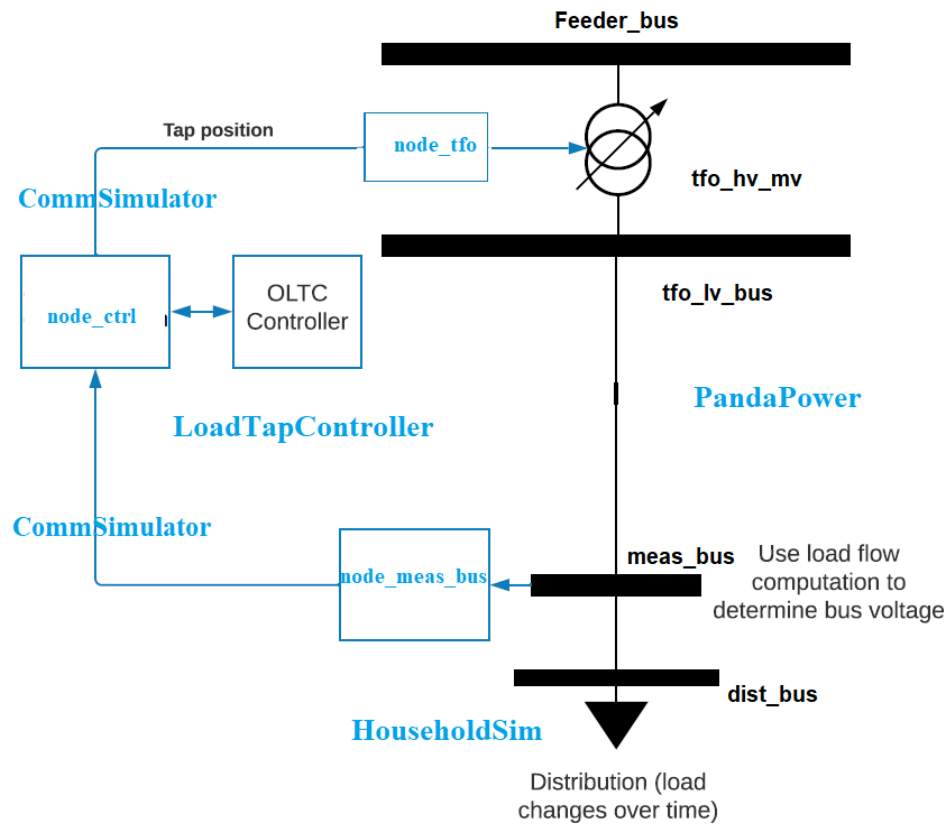 Feeder_bus
Tap position
node_tfo
tfo_hv_mv
CommSimulator
tfo_lv_bus
OLTC
Controller
node_ctrl
PandaPower
LoadTapController
CommSimulator
meas_bus
Use load flow
computation to
determine bus voltage
node_meas_bus
dist_bus
HouseholdSim
Distribution (load
changes over time)